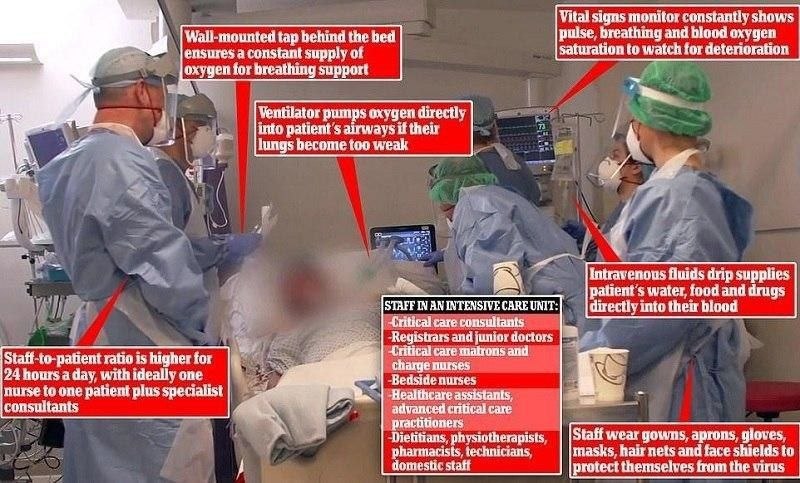 Wall-mounted tap behind the bed
ensures a constant supply of
oxygen for breathing support
Vital signs monitor constantly shows
pulse, breathing and blood oxygen
saturation to watch for deterioration
Ventilator pumps oxygen directly
into patient's airways if their
lungs become too weak
73
Intravenous fluids drip supplies
patient's water, food and drugs
directly into their blood
STAFF IN AN INTENSIVE CARE UNIT:
-Critical care consultants
-Registrars and junior doctors
-Critical care matrons and
charge nurses
-Bedside nurses
-Healthcare assistants,
advanced critical care
practitioners
-Dietitians, physiotherapists,
pharmacists, technicians,
domestic staff
Staff-to-patient ratio is higher for
24 hours a day, with ideally one
nurse to one patient plus specialist
consultants
Staff wear gowns, aprons, gloves,
masks, hair nets and face shields to
protect themselves from the virus